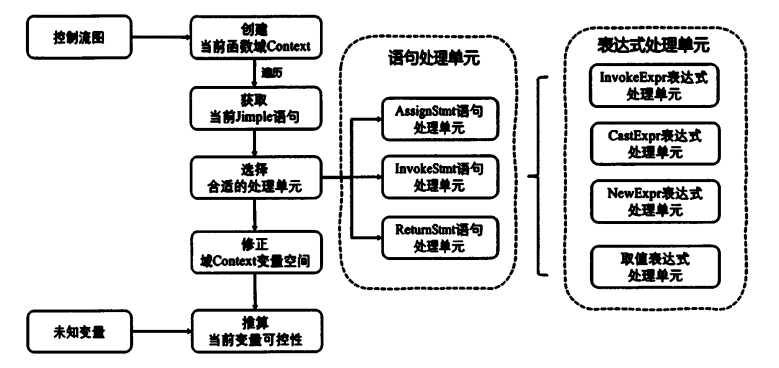 控制流图
创建
当前函数域Context
遍历
获取
当前Jimple语句
选择
合适的处理单元
修正
域Context变量空间
未知变量
推算
当前变量可控性
语句处理单元
AssignStmt语句
处理单元
InvokeStmt语句
处理单元
ReturnStmt语句
处理单元
表达式处理单元
InvokeExpr表达式
处理单元
CastExpr表达式
处理单元
NewExpr表达式
处理单元
取值表达式
处理单元